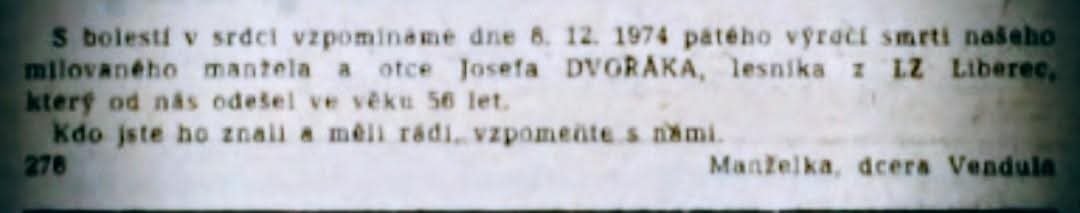 S bolestí v srdci vzpomínáme dne 8. 12. 1974 pátého výročí smrti našeho
milovaného manžela a otce Josefa DVOŘÁKA, lesníka z LZ Liberec,
který od nás odešel ve věku 56 let.
Kdo jste ho znali a měli rádi, vzpomeňte s námi.
276 Manželka, dcera Vendula